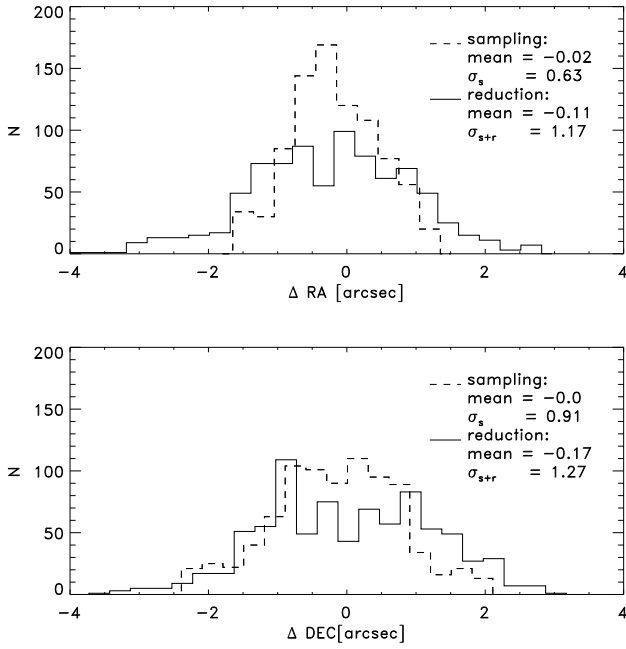 200
150
100
50
0
N
sampling:
mean = −0.02
σs = 0.63
reduction:
mean = −0.11
σs+r = 1.17
−4 −2 0 2 4
Δ RA [arcsec]
200
150
100
50
0
N
sampling:
mean = −0.0
σs = 0.91
reduction:
mean = −0.17
σs+r = 1.27
−4 −2 0 2 4
Δ DEC[arcsec]